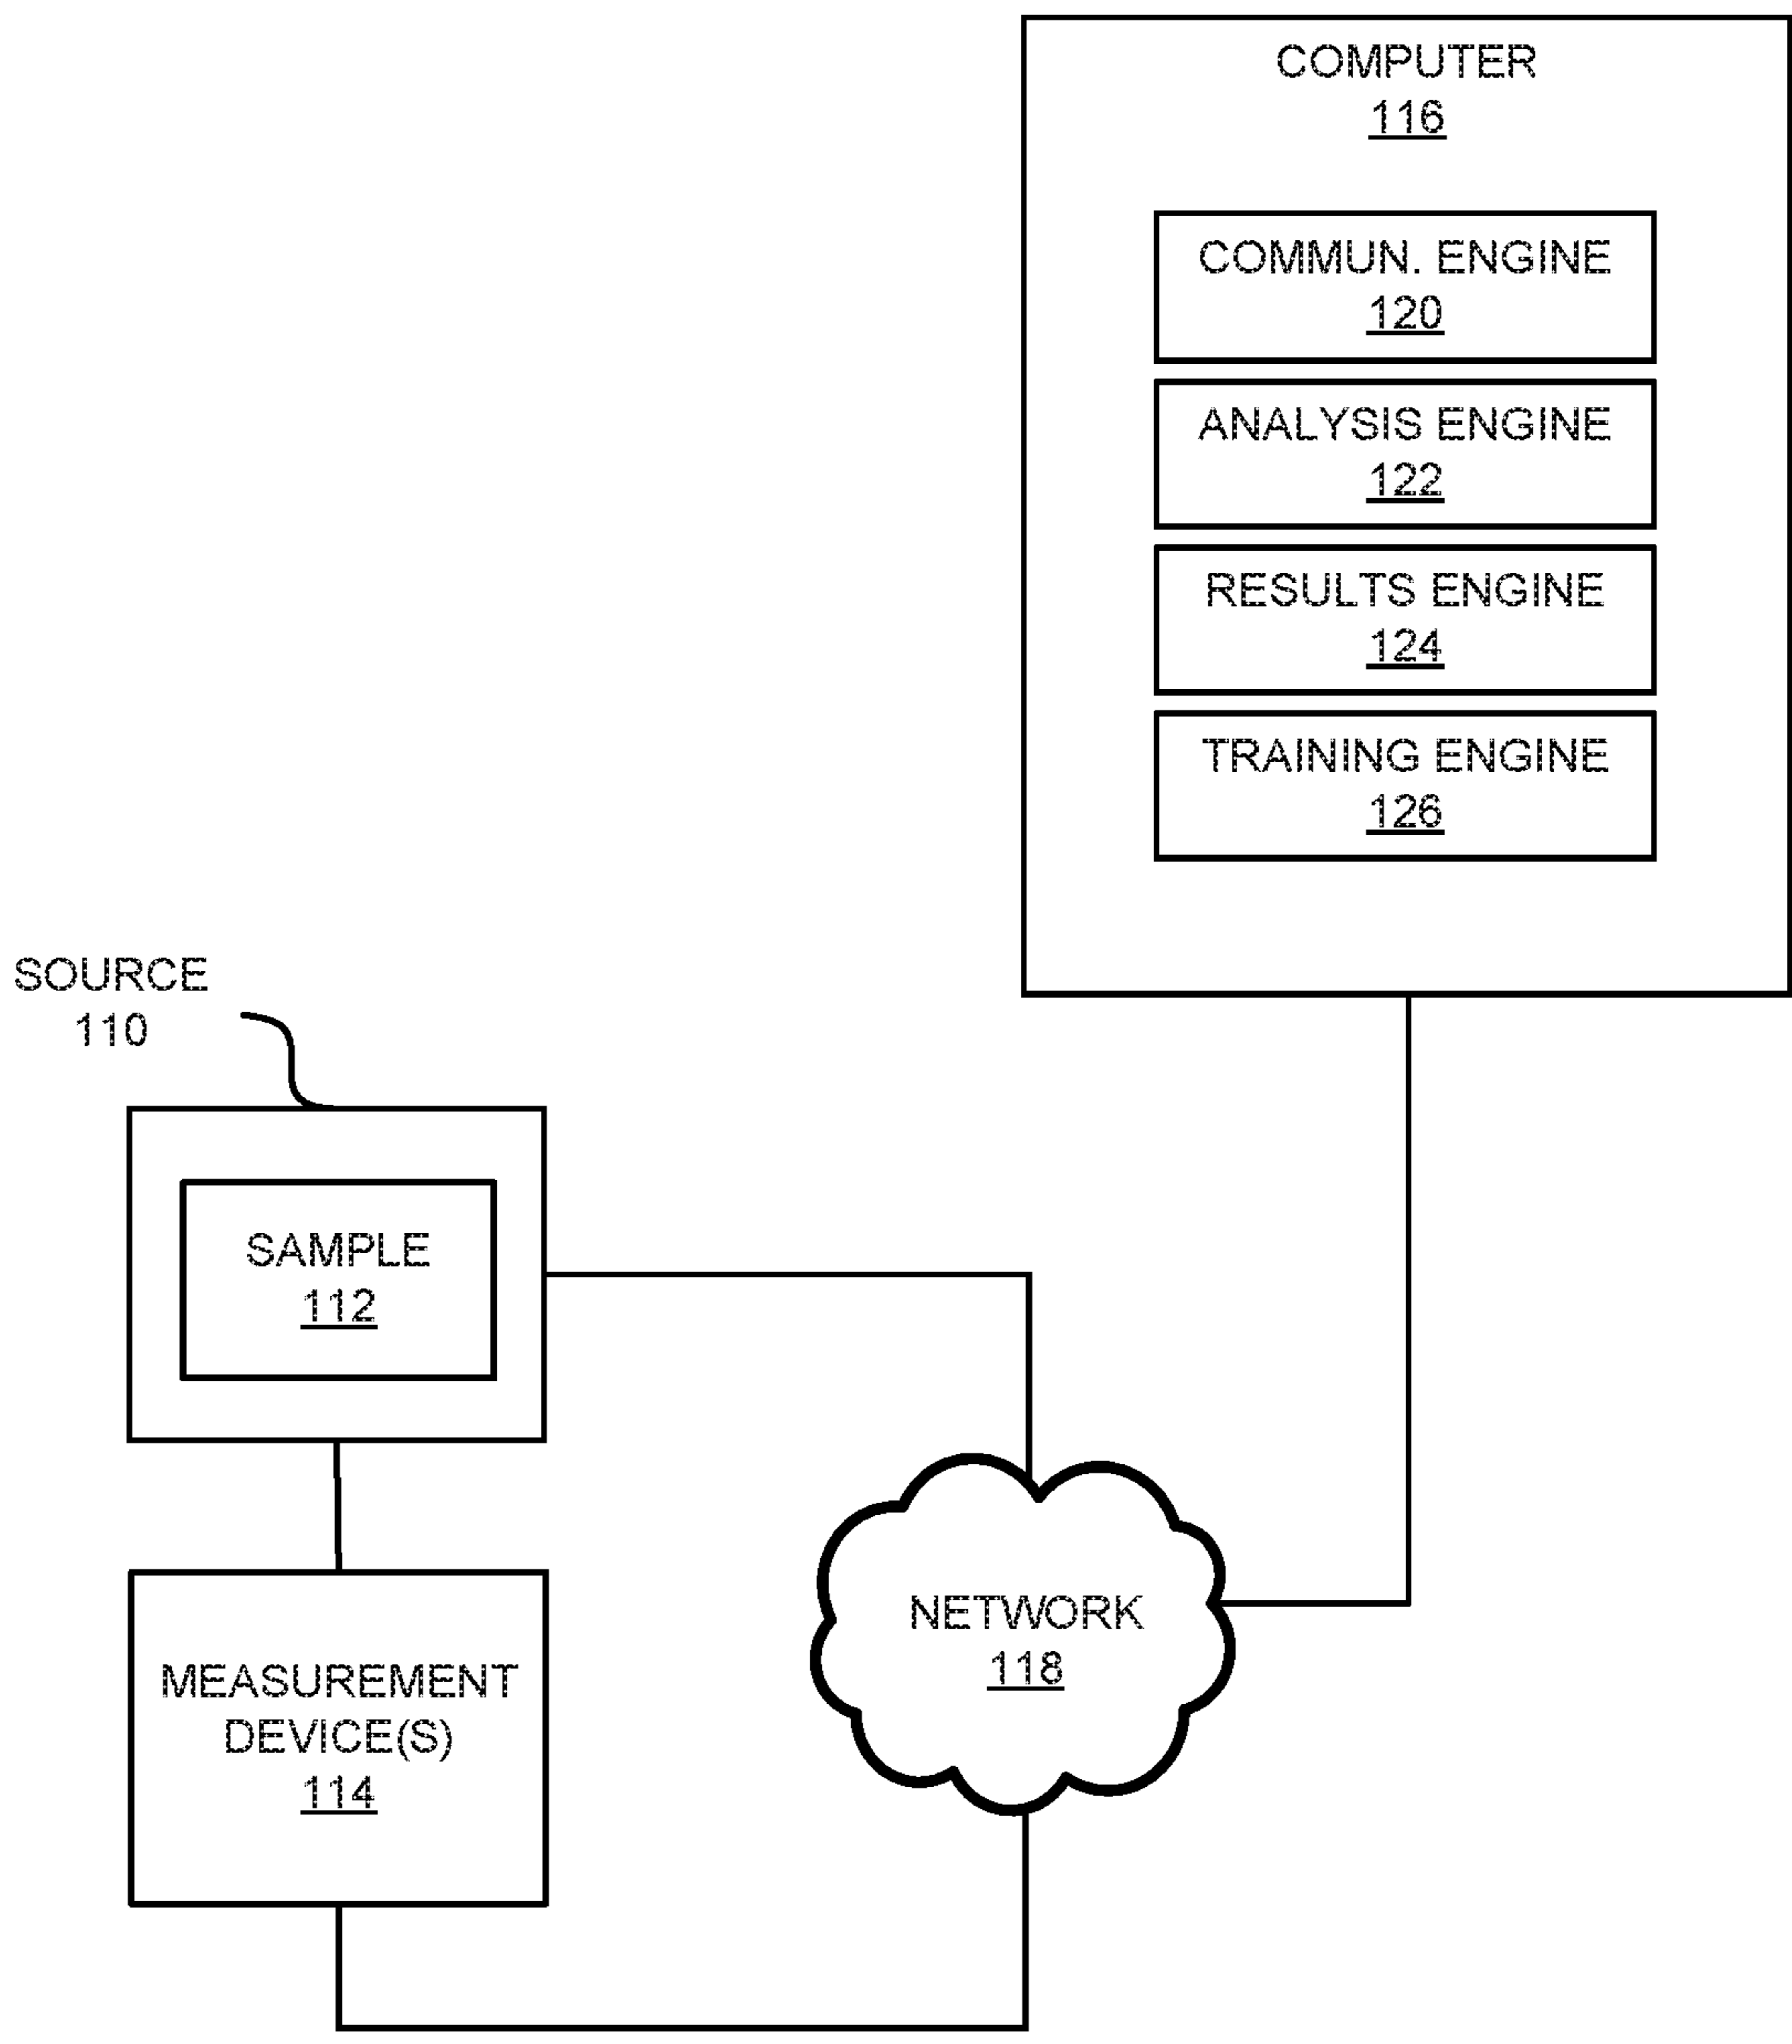 COMPUTER
116
COMMUN. ENGINE
120
ANALYSIS ENGINE
122
RESULTS ENGINE
124
TRAINING ENGINE
126
SOURCE
110
SAMPLE
112
NETWORK
118
MEASUREMENT
DEVICE(S)
114